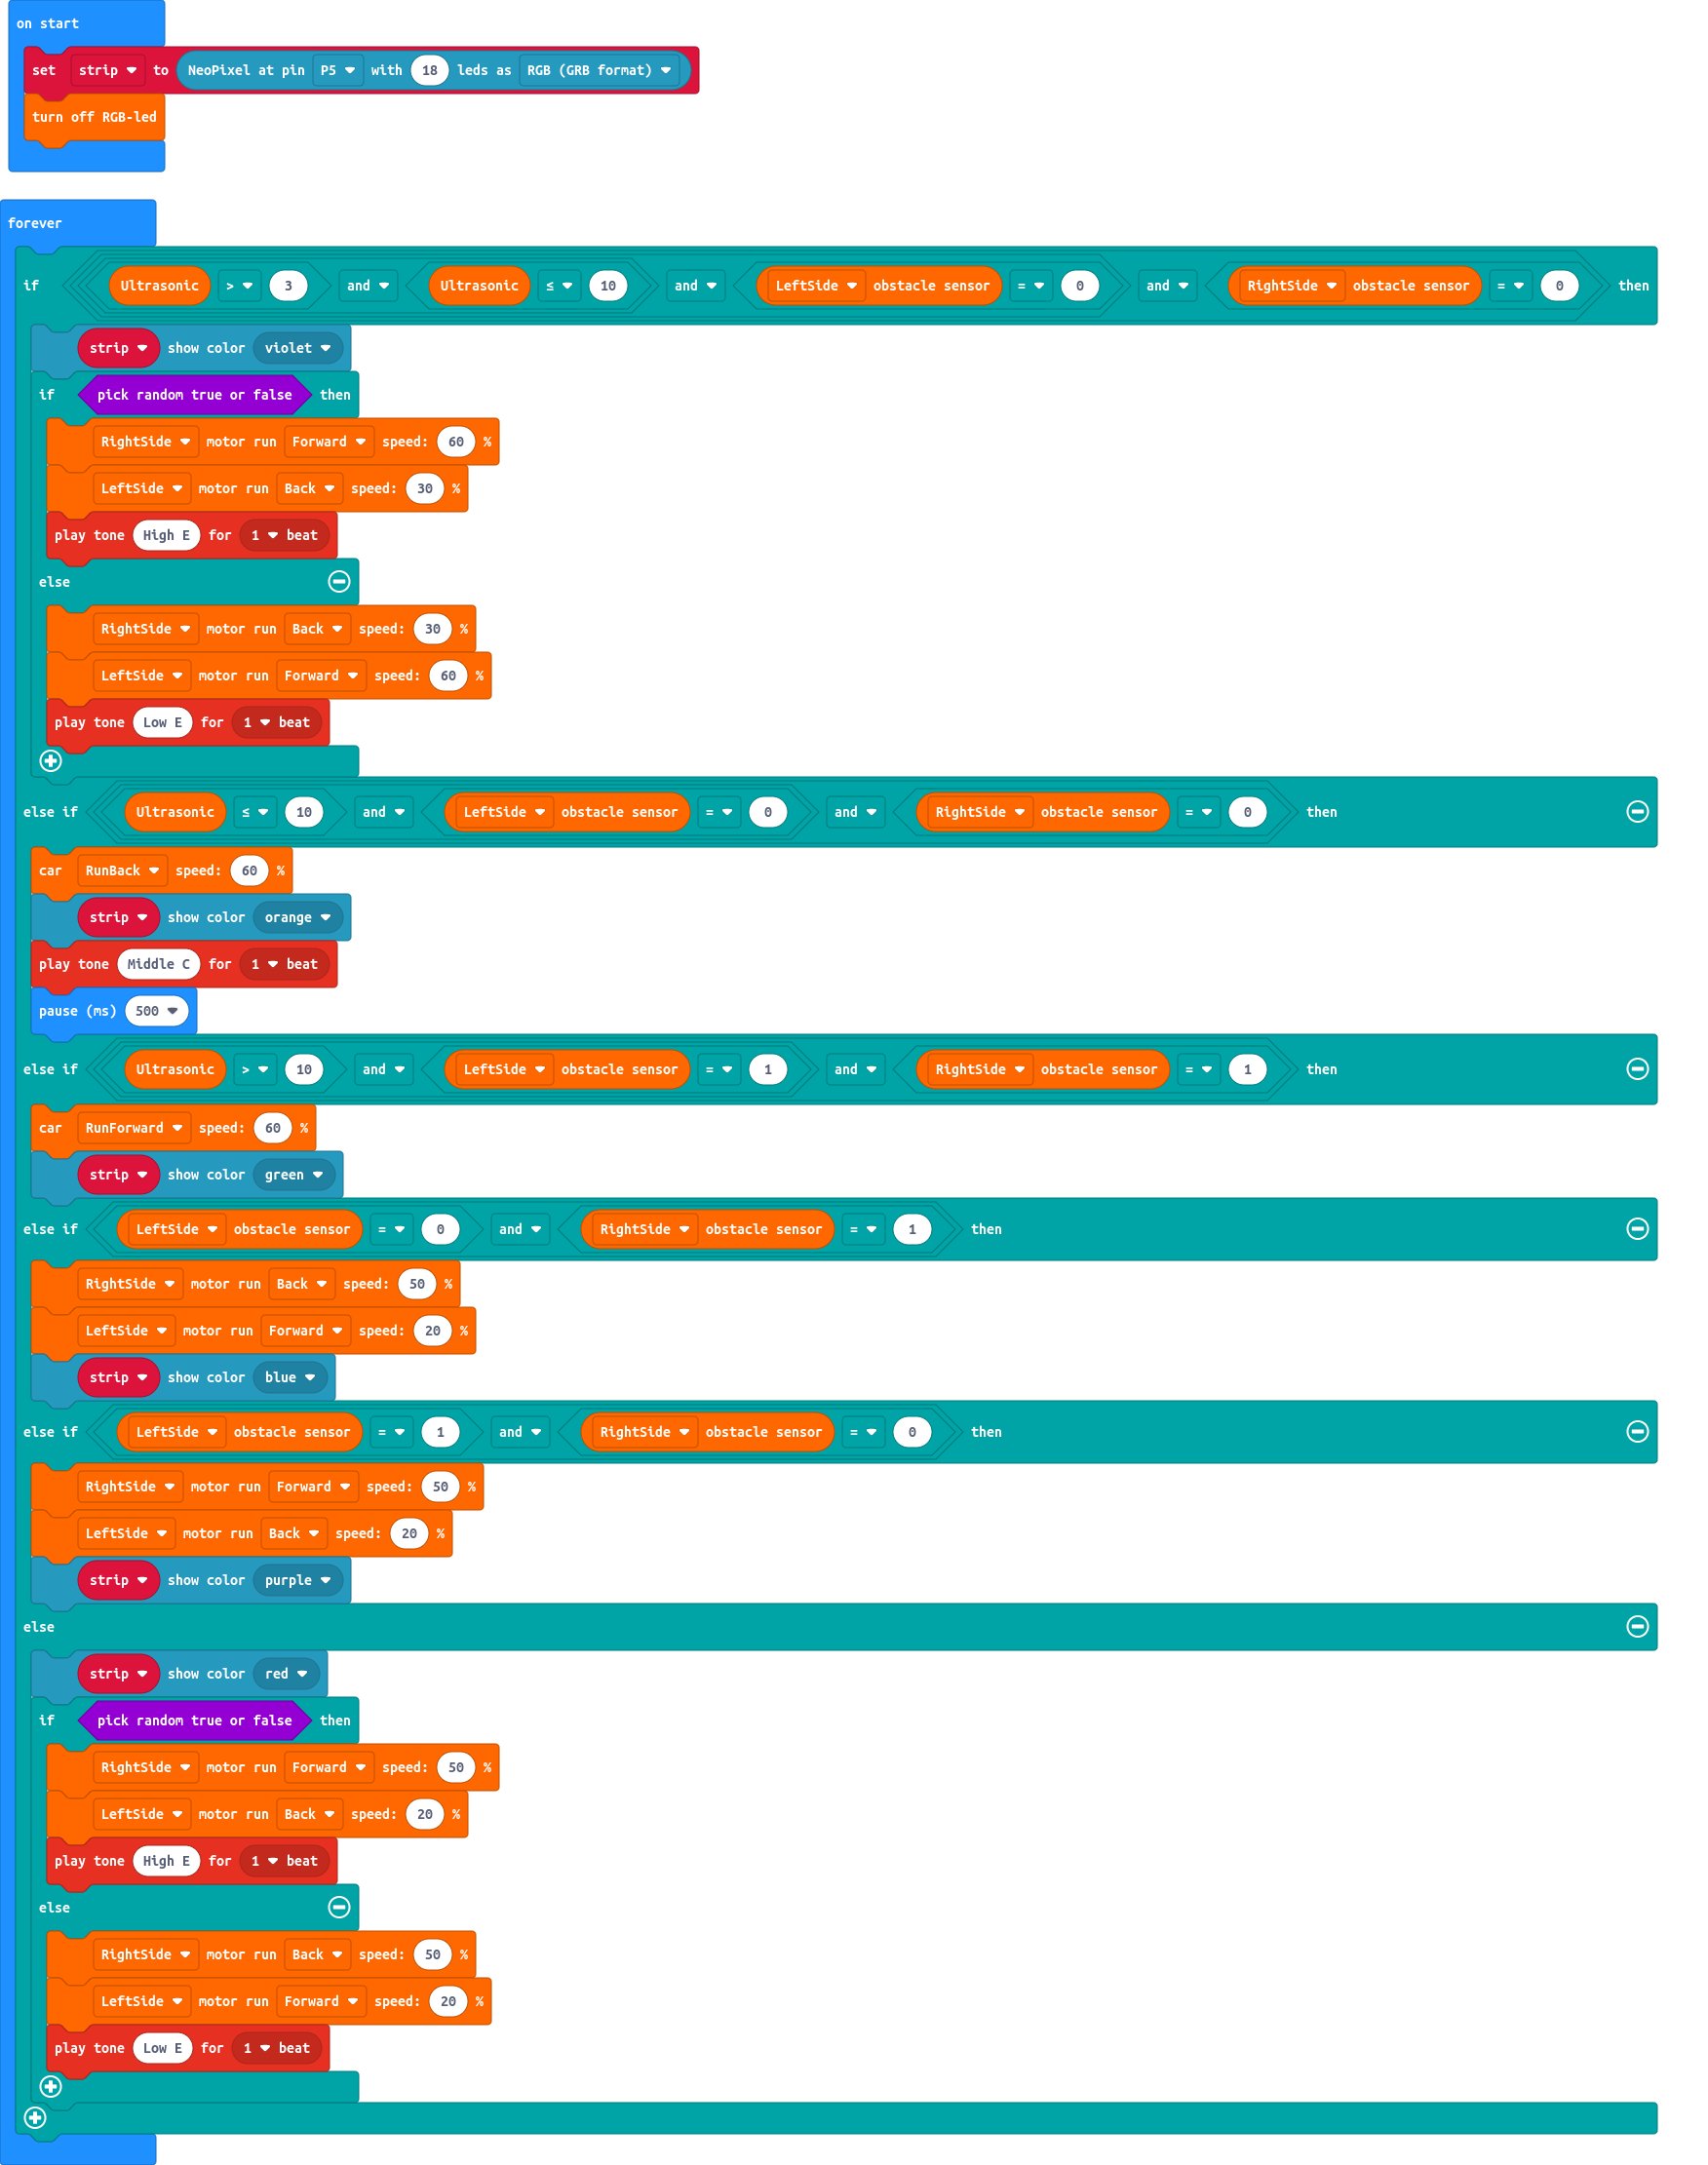 on start
set strip to NeoPixel at pin P5 with 18 leds as RGB (GRB format)
turn off RGB-led
forever
if Ultrasonic > 3 and Ultrasonic ≤ 10 and LeftSide obstacle sensor = 0 and RightSide obstacle sensor = 0 then
strip show color violet
if pick random true or false then
RightSide motor run Forward speed: 60 %
LeftSide motor run Back speed: 30 %
play tone High E for 1 beat
else
RightSide motor run Back speed: 30 %
LeftSide motor run Forward speed: 60 %
play tone Low E for 1 beat
else if Ultrasonic ≤ 10 and LeftSide obstacle sensor = 0 and RightSide obstacle sensor = 0 then
car RunBack speed: 60 %
strip show color orange
play tone Middle C for 1 beat
pause (ms) 500
else if Ultrasonic > 10 and LeftSide obstacle sensor = 1 and RightSide obstacle sensor = 1 then
car RunForward speed: 60 %
strip show color green
else if LeftSide obstacle sensor = 0 and RightSide obstacle sensor = 1 then
RightSide motor run Back speed: 50 %
LeftSide motor run Forward speed: 20 %
strip show color blue
else if LeftSide obstacle sensor = 1 and RightSide obstacle sensor = 0 then
RightSide motor run Forward speed: 50 %
LeftSide motor run Back speed: 20 %
strip show color purple
else
strip show color red
if pick random true or false then
RightSide motor run Forward speed: 50 %
LeftSide motor run Back speed: 20 %
play tone High E for 1 beat
else
RightSide motor run Back speed: 50 %
LeftSide motor run Forward speed: 20 %
play tone Low E for 1 beat